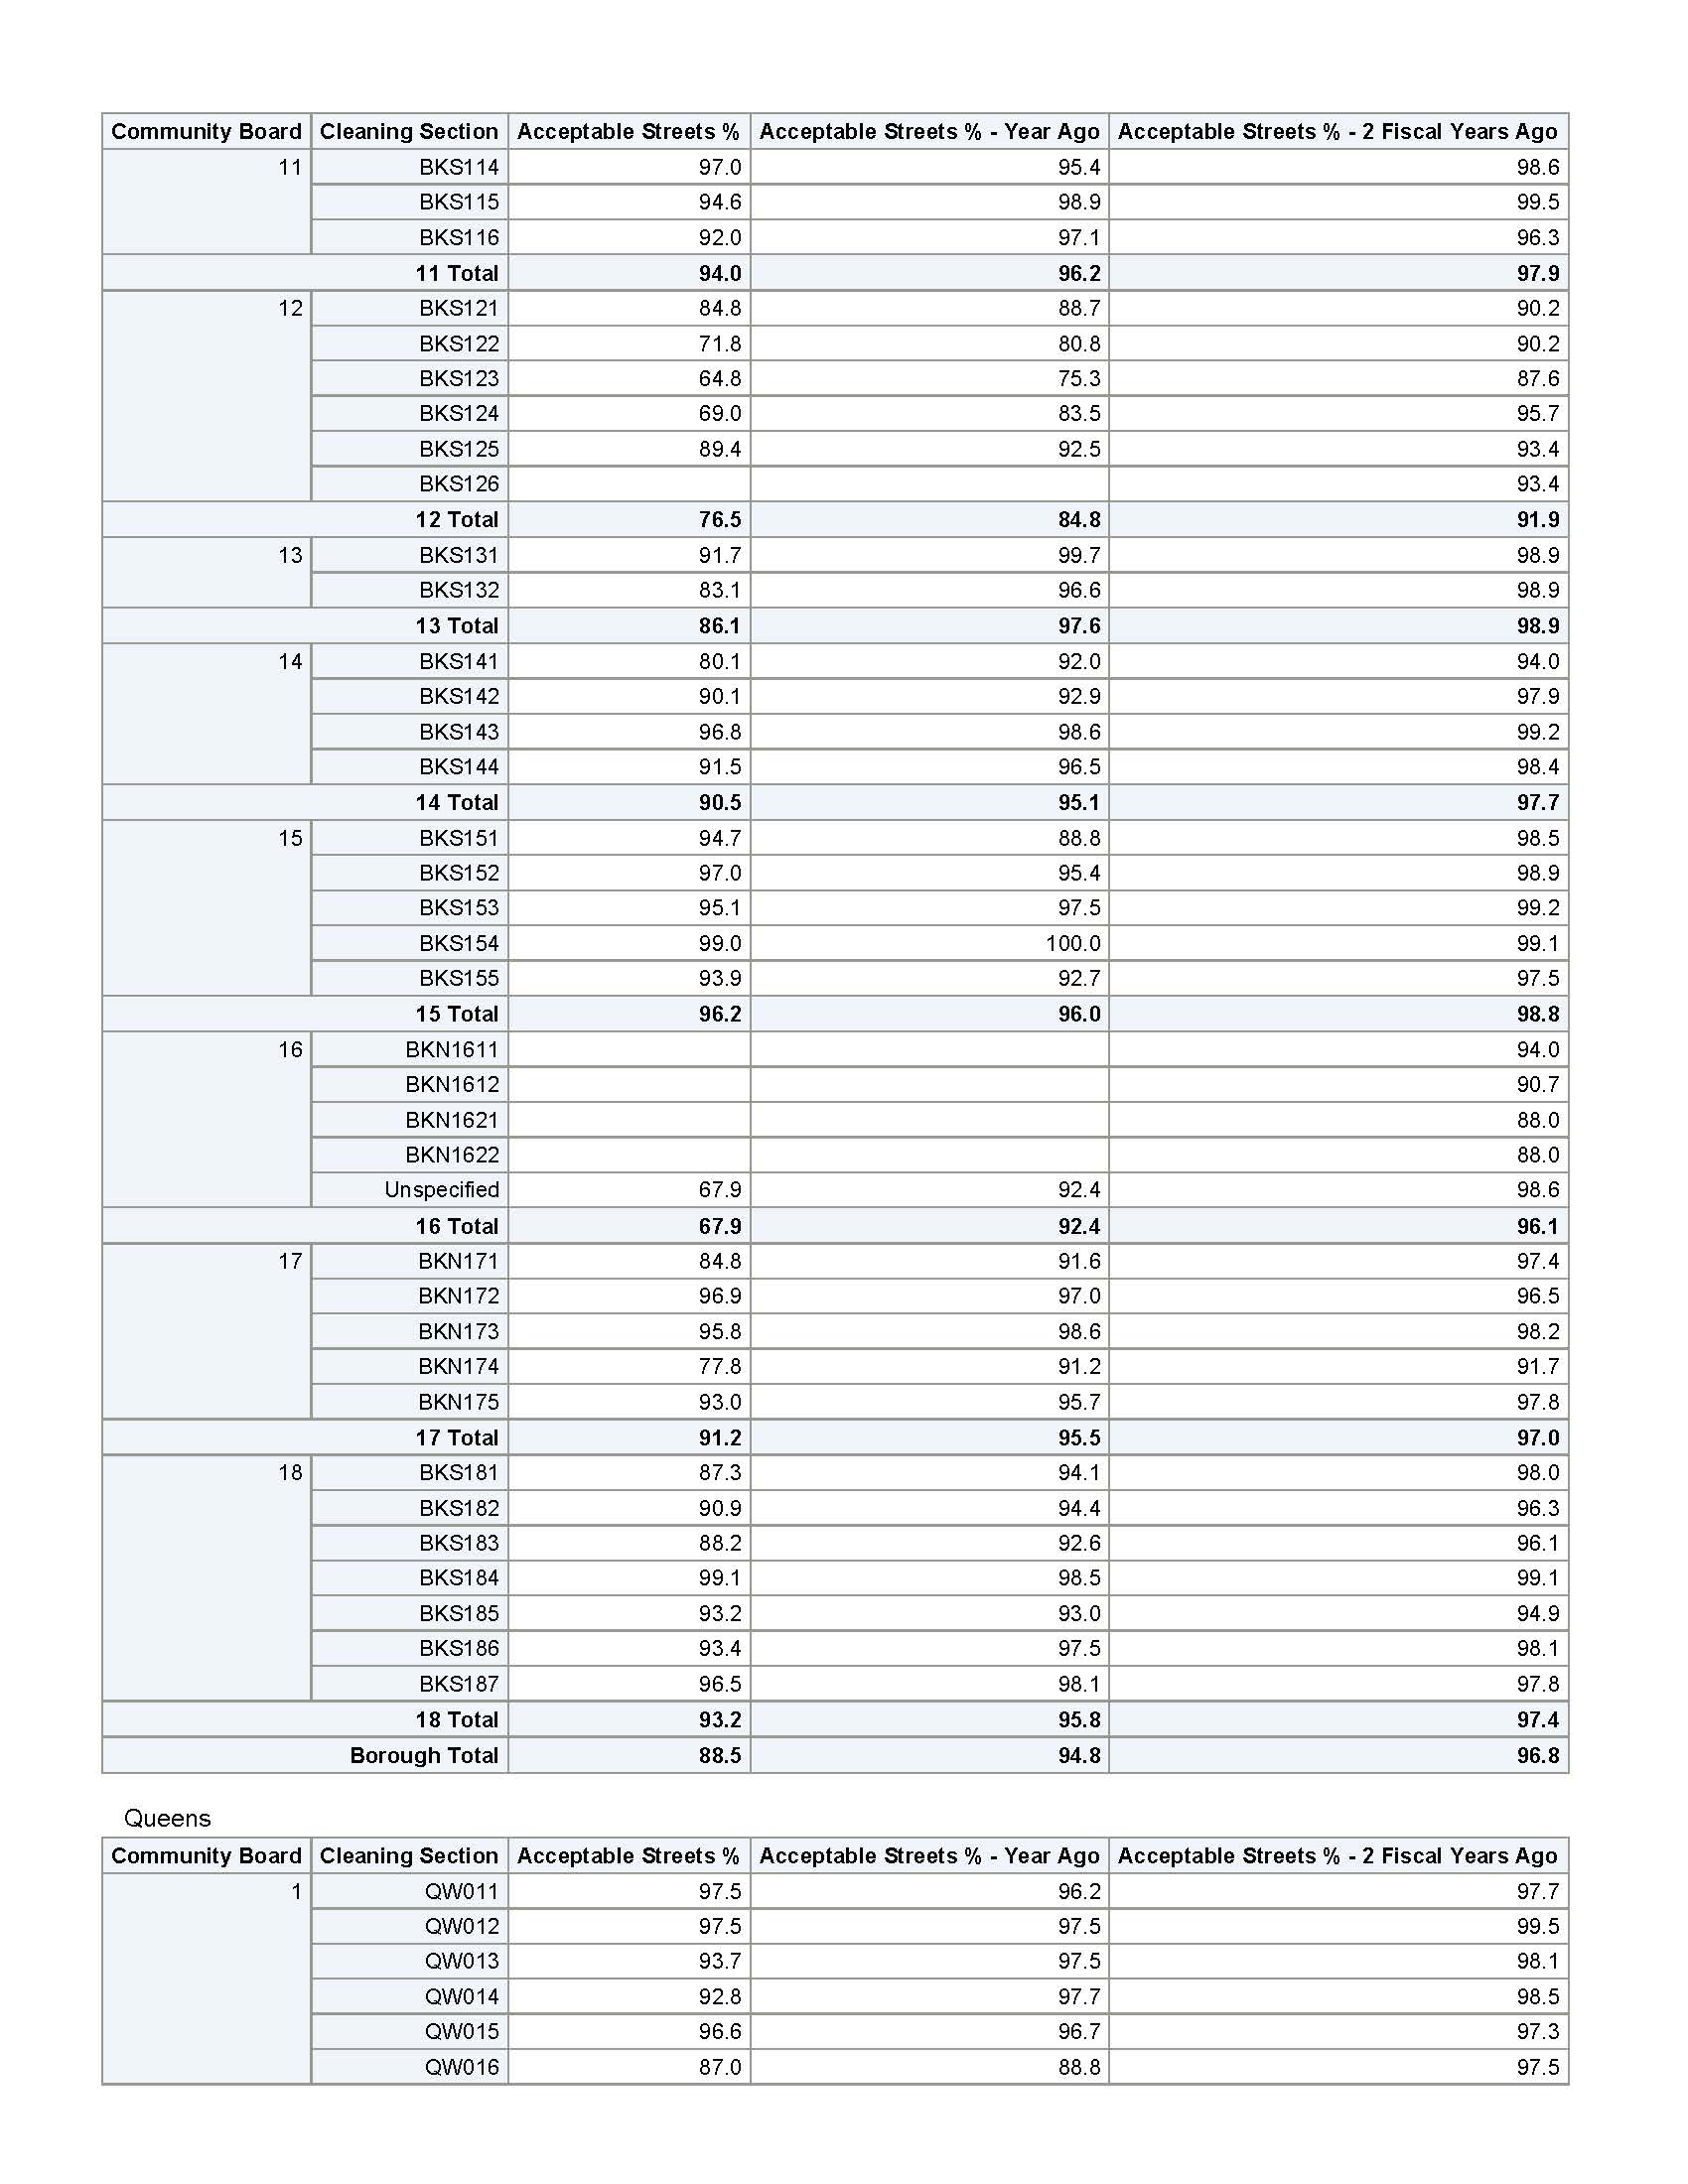 Community Board Cleaning Section Acceptable Streets % Acceptable Streets % - Year Ago Acceptable Streets % - 2 Fiscal Years Ago
11 BKS114 97.0 95.4 98.6
BKS115 94.6 98.9 99.5
BKS116 92.0 97.1 96.3
11 Total 94.0 96.2 97.9
12 BKS121 84.8 88.7 90.2
BKS122 71.8 80.8 90.2
BKS123 64.8 75.3 87.6
BKS124 69.0 83.5 95.7
BKS125 89.4 92.5 93.4
BKS126 93.4
12 Total 76.5 84.8 91.9
13 BKS131 91.7 99.7 98.9
BKS132 83.1 96.6 98.9
13 Total 86.1 97.6 98.9
14 BKS141 80.1 92.0 94.0
BKS142 90.1 92.9 97.9
BKS143 96.8 98.6 99.2
BKS144 91.5 96.5 98.4
14 Total 90.5 95.1 97.7
15 BKS151 94.7 88.8 98.5
BKS152 97.0 95.4 98.9
BKS153 95.1 97.5 99.2
BKS154 99.0 100.0 99.1
BKS155 93.9 92.7 97.5
15 Total 96.2 96.0 98.8
16 BKN1611 94.0
BKN1612 90.7
BKN1621 88.0
BKN1622 88.0
Unspecified 67.9 92.4 98.6
16 Total 67.9 92.4 96.1
17 BKN171 84.8 91.6 97.4
BKN172 96.9 97.0 96.5
BKN173 95.8 98.6 98.2
BKN174 77.8 91.2 91.7
BKN175 93.0 95.7 97.8
17 Total 91.2 95.5 97.0
18 BKS181 87.3 94.1 98.0
BKS182 90.9 94.4 96.3
BKS183 88.2 92.6 96.1
BKS184 99.1 98.5 99.1
BKS185 93.2 93.0 94.9
BKS186 93.4 97.5 98.1
BKS187 96.5 98.1 97.8
18 Total 93.2 95.8 97.4
Borough Total 88.5 94.8 96.8
Queens
Community Board Cleaning Section Acceptable Streets % Acceptable Streets % - Year Ago Acceptable Streets % - 2 Fiscal Years Ago
1 QW011 97.5 96.2 97.7
QW012 97.5 97.5 99.5
QW013 93.7 97.5 98.1
QW014 92.8 97.7 98.5
QW015 96.6 96.7 97.3
QW016 87.0 88.8 97.5